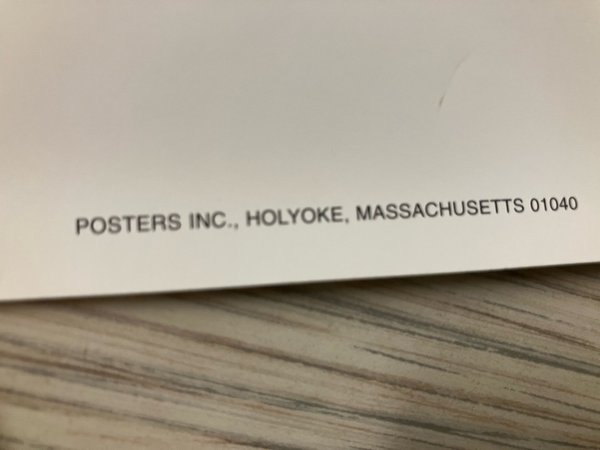 POSTERS INC., HOLYOKE, MASSACHUSETTS 01040